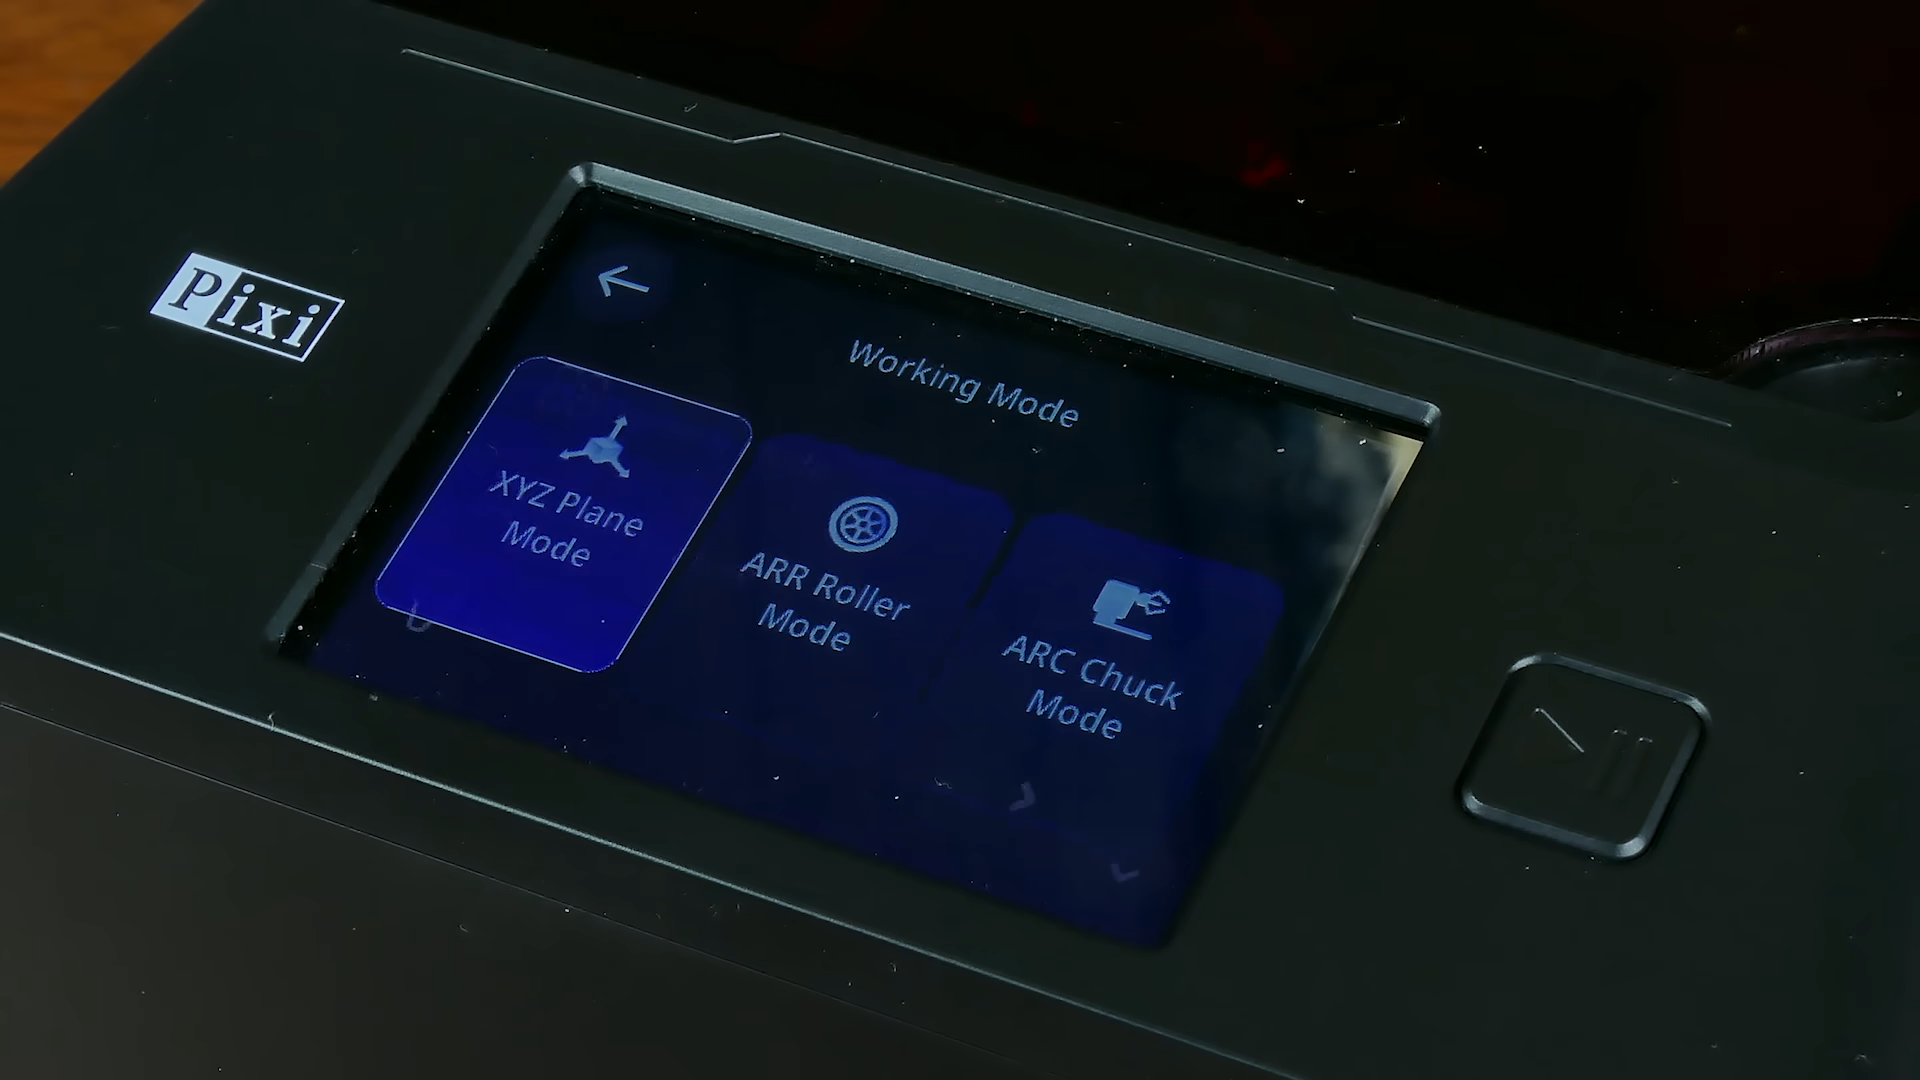 Pixi
Working Mode
XYZ Plane
Mode
ARR Roller
Mode
ARC Chuck
Mode